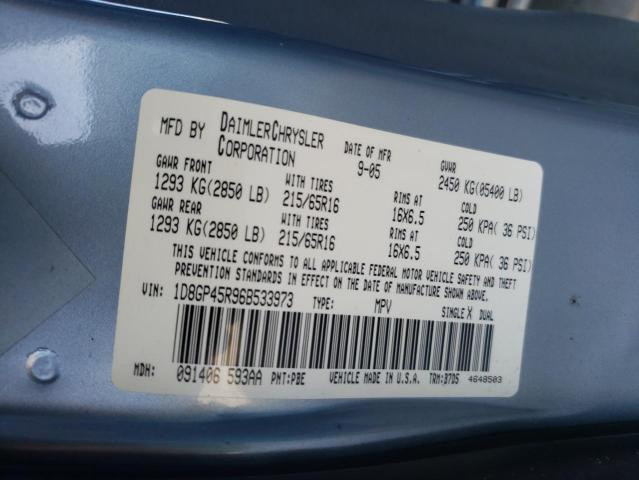 MFD BY DAIMLERCHRYSLER CORPORATION DATE OF MFR 9-05 GVWR 2450 KG(05400 LB)
GAWR FRONT 1293 KG(2850 LB) WITH TIRES 215/65R16 RIMS AT 16X6.5 COLD 250 KPA( 36 PSI)
GAWR REAR 1293 KG(2850 LB) WITH TIRES 215/65R16 RIMS AT 16X6.5 COLD 250 KPA( 36 PSI)
THIS VEHICLE CONFORMS TO ALL APPLICABLE FEDERAL MOTOR VEHICLE SAFETY AND THEFT
PREVENTION STANDARDS IN EFFECT ON THE DATE OF MANUFACTURE SHOWN ABOVE.
VIN: 1D8GP45R96B533973 TYPE: MPV SINGLE X DUAL
MDH: 091406 593AA PNT:PBE VEHICLE MADE IN U.S.A. TRM:B7D5 4648503